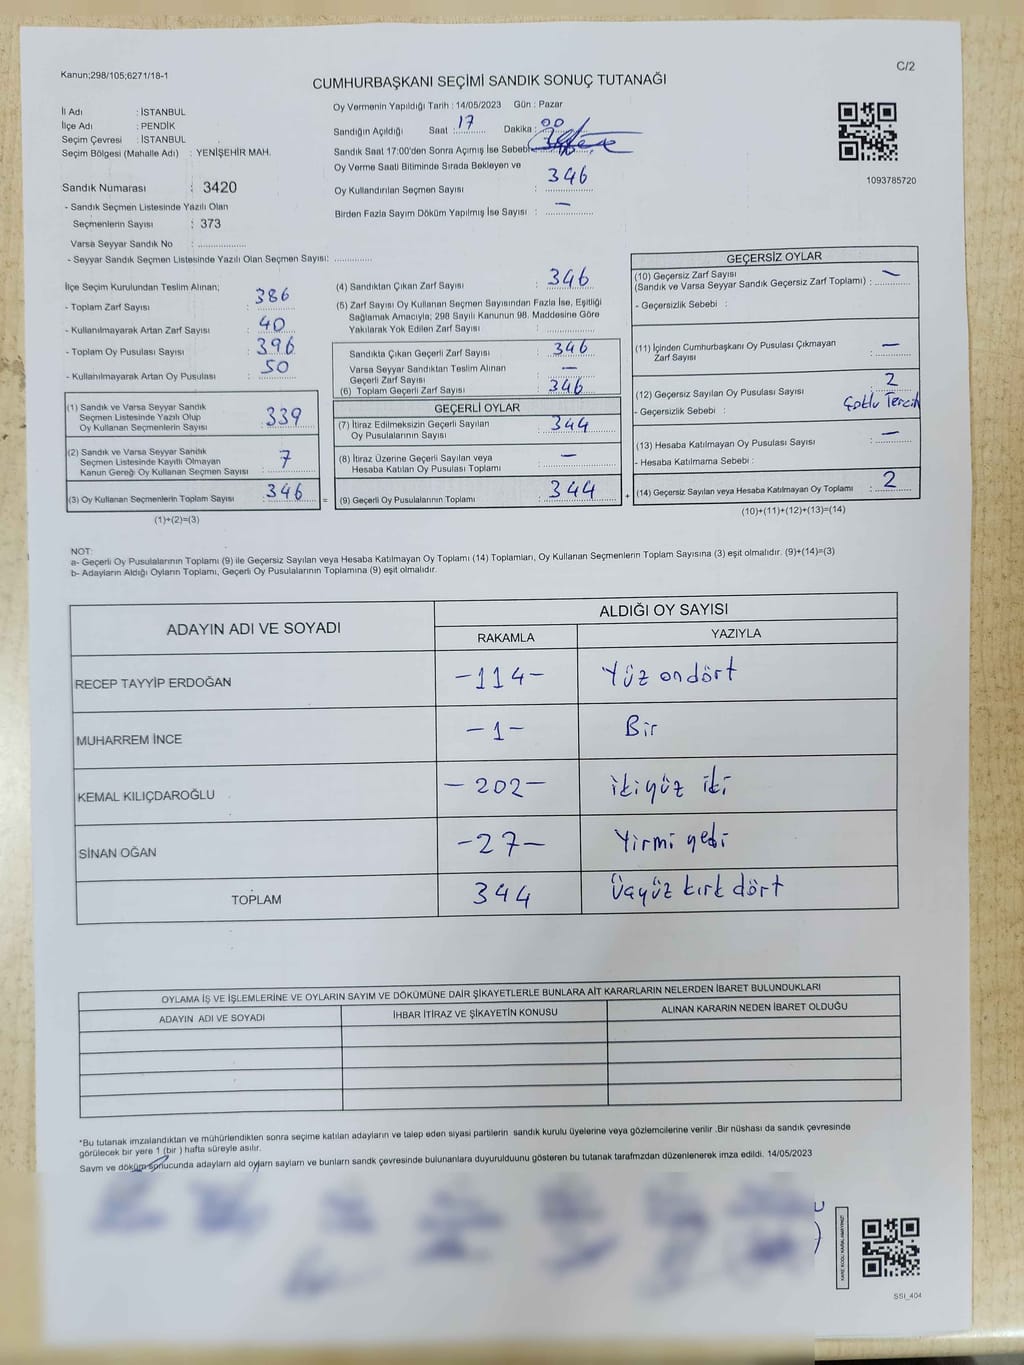 Kanun;298/105;6271/18-1
C/2
CUMHURBAŞKANI SEÇİMİ SANDIK SONUÇ TUTANAĞI
İl Adı : İSTANBUL
İlçe Adı : PENDİK
Seçim Çevresi : İSTANBUL
Seçim Bölgesi (Mahalle Adı) : YENİŞEHİR MAH.
Sandık Numarası : 3420
- Sandık Seçmen Listesinde Yazılı Olan
Seçmenlerin Sayısı : 373
Varsa Seyyar Sandık No : ..................
- Seyyar Sandık Seçmen Listesinde Yazılı Olan Seçmen Sayısı: ..............
Oy Vermenin Yapıldığı Tarih : 14/05/2023 Gün : Pazar
Sandığın Açıldığı Saat : 17 Dakika : 00
Sandık Saat 17:00'den Sonra Açımış İse Sebebi
Oy Verme Saati Bitiminde Sırada Bekleyen ve
Oy Kullandırılan Seçmen Sayısı : 346
Birden Fazla Sayım Döküm Yapılmış İse Sayısı : —
1093785720
İlçe Seçim Kurulundan Teslim Alınan;
- Toplam Zarf Sayısı : 386
- Kullanılmayarak Artan Zarf Sayısı : 40
- Toplam Oy Pusulası Sayısı : 396
- Kullanılmayarak Artan Oy Pusulası : 50
(1) Sandık ve Varsa Seyyar Sandık
Seçmen Listesinde Yazılı Olup
Oy Kullanan Seçmenlerin Sayısı : 339
(2) Sandık ve Varsa Seyyar Sandık
Seçmen Listesinde Kayıtlı Olmayan
Kanun Gereği Oy Kullanan Seçmen Sayısı : 7
(3) Oy Kullanan Seçmenlerin Toplam Sayısı : 346 =
(1)+(2)=(3)
(4) Sandıktan Çıkan Zarf Sayısı : 346
(5) Zarf Sayısı Oy Kullanan Seçmen Sayısından Fazla İse, Eşitliği
Sağlamak Amacıyla; 298 Sayılı Kanunun 98. Maddesine Göre
Yakılarak Yok Edilen Zarf Sayısı :
Sandıkta Çıkan Geçerli Zarf Sayısı : 346
Varsa Seyyar Sandıktan Teslim Alınan
Geçerli Zarf Sayısı : —
(6) Toplam Geçerli Zarf Sayısı : 346
GEÇERLİ OYLAR
(7) İtiraz Edilmeksizin Geçerli Sayılan
Oy Pusulalarının Sayısı : 344
(8) İtiraz Üzerine Geçerli Sayılan veya
Hesaba Katılan Oy Pusulası Toplamı : —
(9) Geçerli Oy Pusulalarının Toplamı : 344 +
GEÇERSİZ OYLAR
(10) Geçersiz Zarf Sayısı
(Sandık ve Varsa Seyyar Sandık Geçersiz Zarf Toplamı) : —
- Geçersizlik Sebebi :
(11) İçinden Cumhurbaşkanı Oy Pusulası Çıkmayan
Zarf Sayısı : —
(12) Geçersiz Sayılan Oy Pusulası Sayısı : 2
- Geçersizlik Sebebi : Çoklu Tercih
(13) Hesaba Katılmayan Oy Pusulası Sayısı : —
- Hesaba Katılmama Sebebi :
(14) Geçersiz Sayılan veya Hesaba Katılmayan Oy Toplamı : 2
(10)+(11)+(12)+(13)=(14)
NOT:
a- Geçerli Oy Pusulalarının Toplamı (9) ile Geçersiz Sayılan veya Hesaba Katılmayan Oy Toplamı (14) Toplamları, Oy Kullanan Seçmenlerin Toplam Sayısına (3) eşit olmalıdır. (9)+(14)=(3)
b- Adayların Aldığı Oyların Toplamı, Geçerli Oy Pusulalarının Toplamına (9) eşit olmalıdır.
ADAYIN ADI VE SOYADI
ALDIĞI OY SAYISI
RAKAMLA YAZIYLA
RECEP TAYYİP ERDOĞAN -114- Yüz ondört
MUHARREM İNCE -1- Bir
KEMAL KILIÇDAROĞLU -202- ikiyüz iki
SİNAN OĞAN -27- Yirmi yedi
TOPLAM 344 Üçyüz kırk dört
OYLAMA İŞ VE İŞLEMLERİNE VE OYLARIN SAYIM VE DÖKÜMÜNE DAİR ŞİKAYETLERLE BUNLARA AİT KARARLARIN NELERDEN İBARET BULUNDUKLARI
ADAYIN ADI VE SOYADI İHBAR İTİRAZ VE ŞİKAYETİN KONUSU ALINAN KARARIN NEDEN İBARET OLDUĞU
*Bu tutanak imzalandıktan ve mühürlendikten sonra seçime katılan adayların ve talep eden siyasi partilerin sandık kurulu üyelerine veya gözlemcilerine verilir .Bir nüshası da sandık çevresinde
görülecek bir yere 1 (bir ) hafta süreyle asılır.
Sayım ve döküm sonucunda adayların ald oyların sayların ve bunların sandk çevresinde bulunanlara duyurulduunu gösteren bu tutanak tarafmzdan düzenlenerek imza edildi. 14/05/2023
SSI_404